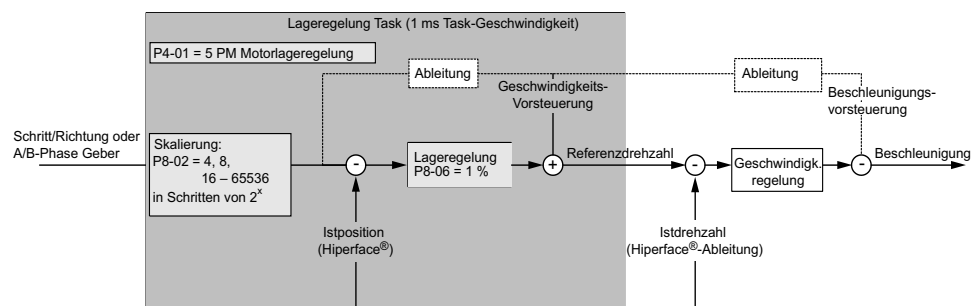 Lageregelung Task (1 ms Task-Geschwindigkeit)
P4-01 = 5 PM Motorlageregelung
Ableitung
Ableitung
Geschwindigkeits-
Vorsteuerung
Beschleunigungs-
vorsteuerung
Schritt/Richtung oder
A/B-Phase Geber
Skalierung:
P8-02 = 4, 8,
16 – 65536
in Schritten von 2^x
-
Lageregelung
P8-06 = 1 %
+
Referenzdrehzahl
-
Geschwindigk.
regelung
-
Beschleunigung
Istposition
(Hiperface®)
Istdrehzahl
(Hiperface®-Ableitung)